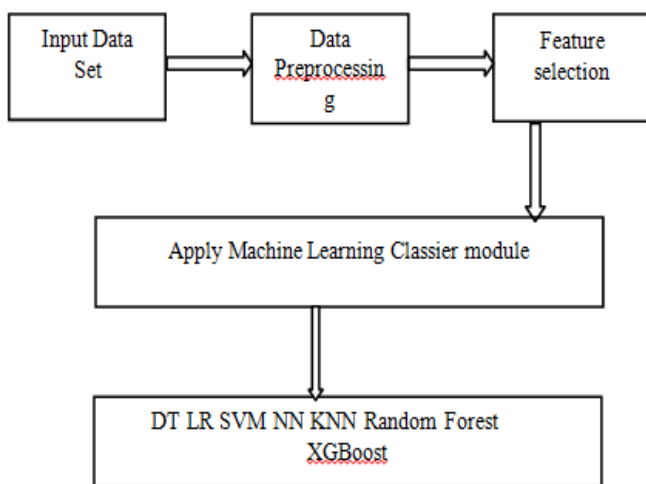 Input Data
Set
Data
Preprocessin
g
Feature
selection
Apply Machine Learning Classier module
DT LR SVM NN KNN Random Forest
XGBoost